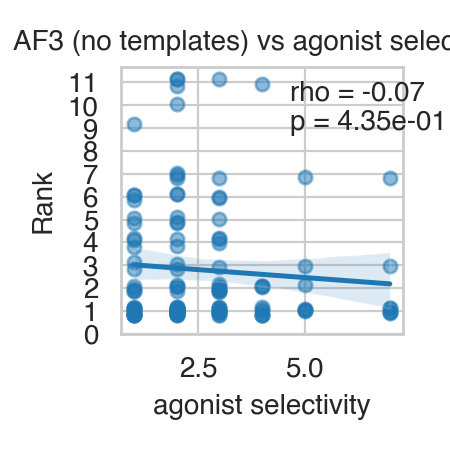 AF3 (no templates) vs agonist selec
rho = -0.07
p = 4.35e-01
Rank
11
10
9
8
7
6
5
4
3
2
1
0
2.5
5.0
agonist selectivity